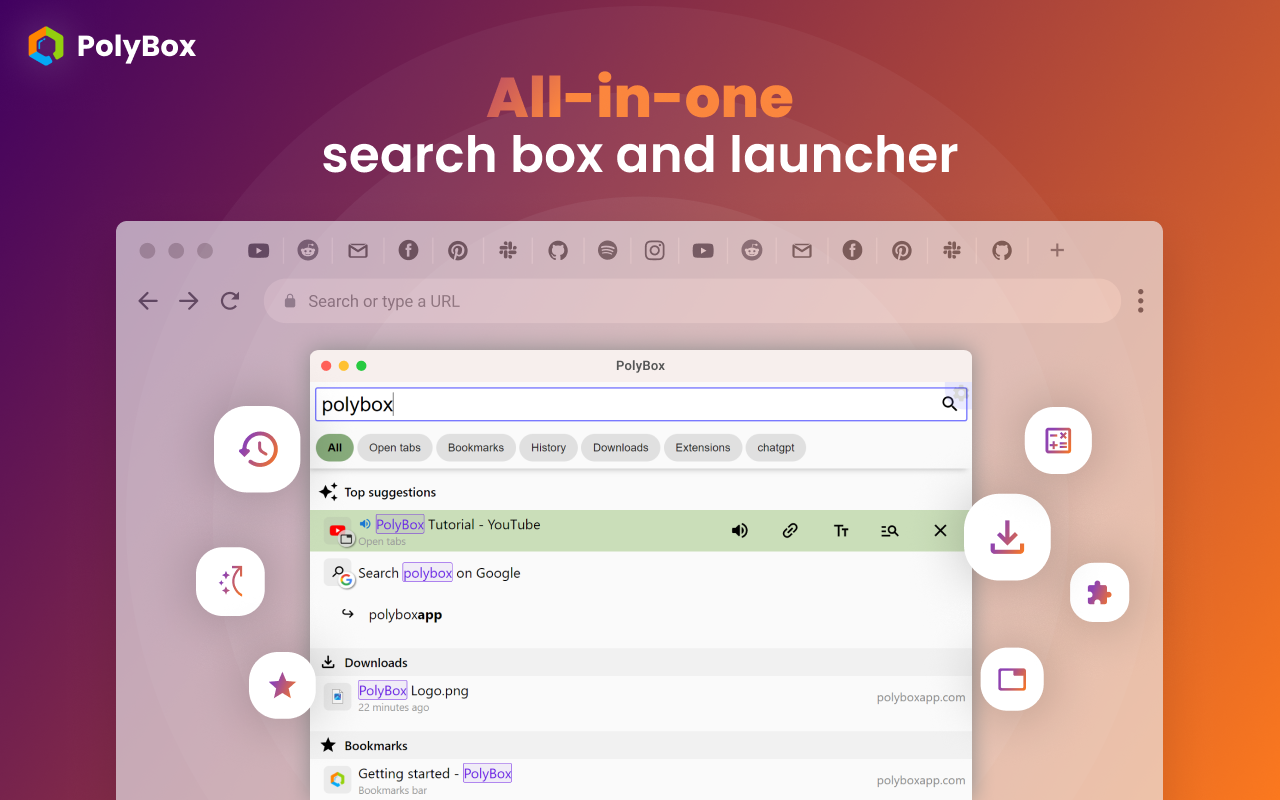 PolyBox
All-in-one
search box and launcher
Search or type a URL
PolyBox
polybox
All Open tabs Bookmarks History Downloads Extensions chatgpt
Top suggestions
PolyBox Tutorial - YouTube
Open tabs
Search polybox on Google
polyboxapp
Downloads
PolyBox Logo.png
22 minutes ago
polyboxapp.com
Bookmarks
Getting started - PolyBox
Bookmarks bar
polyboxapp.com